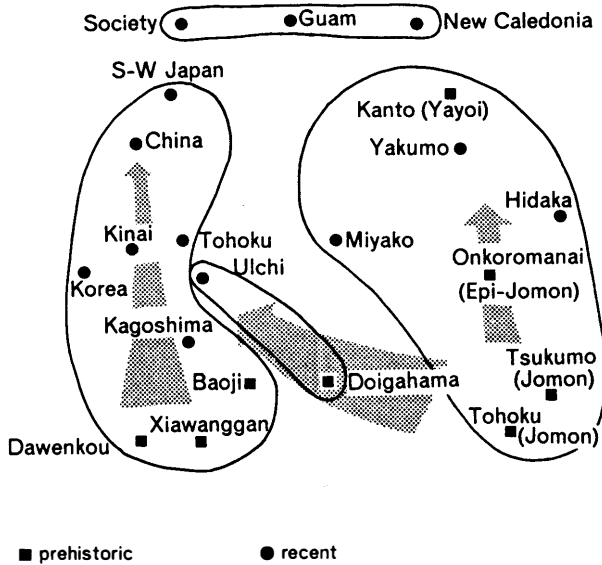 Society
Guam
New Caledonia
S-W Japan
Kanto (Yayoi)
China
Yakumo
Hidaka
Kinai
Tohoku
Miyako
Ulchi
Onkoromanai
(Epi-Jomon)
Korea
Kagoshima
Tsukumo
(Jomon)
Baoji
Doigahama
Xiawanggan
Tohoku
(Jomon)
Dawenkou
prehistoric
recent